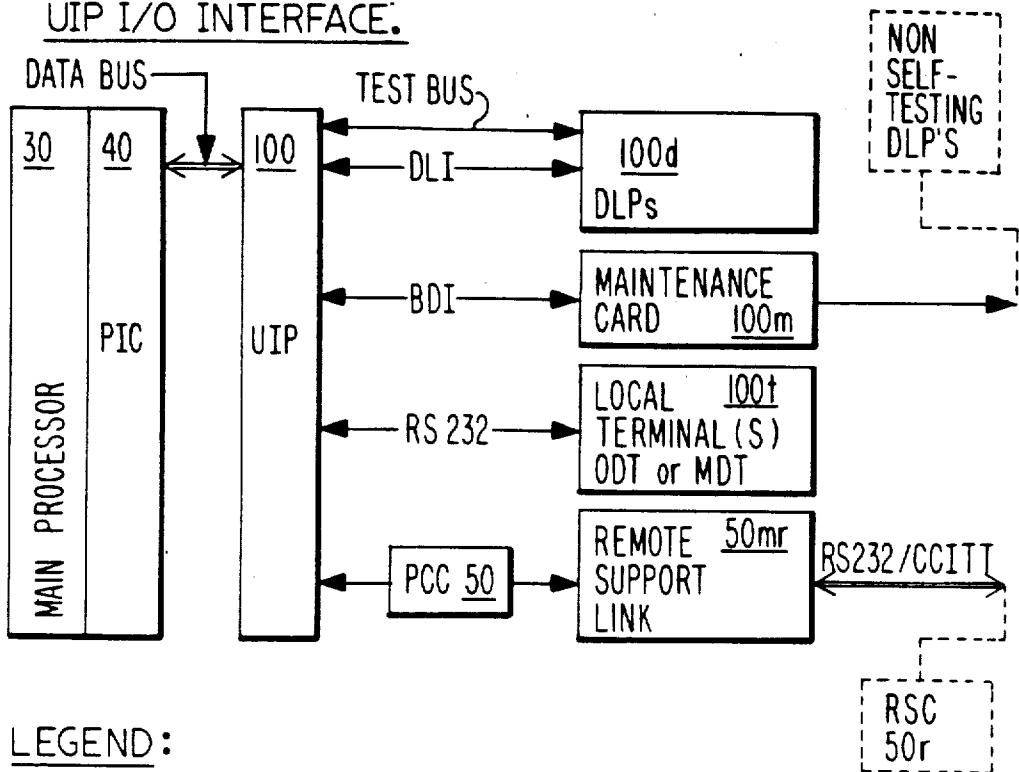 UIP I/O INTERFACE.
DATA BUS
TEST BUS
NON
SELF-
TESTING
DLP'S
30
40
100
DLI
100d
DLPs
BDI
MAINTENANCE
CARD 100m
PIC
UIP
MAIN PROCESSOR
RS 232
LOCAL 100t
TERMINAL(S)
ODT or MDT
PCC 50
REMOTE 50mr
SUPPORT
LINK
RS232/CCITT
RSC
50r
LEGEND: